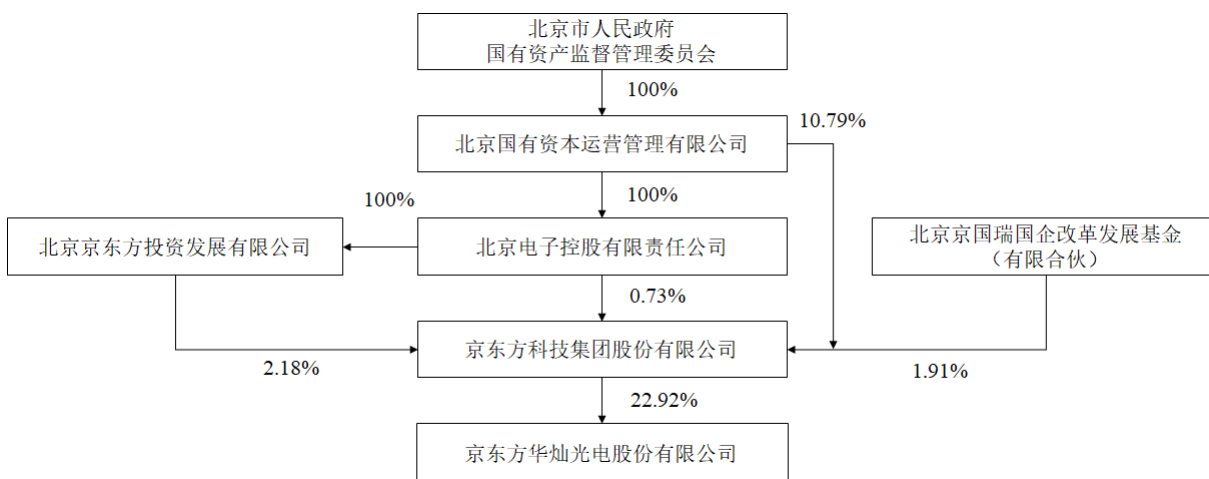 北京市人民政府
国有资产监督管理委员会
100%
10.79%
北京国有资本运营管理有限公司
100%
100%
北京京东方投资发展有限公司
北京电子控股有限责任公司
北京京国瑞国企改革发展基金
（有限合伙）
0.73%
京东方科技集团股份有限公司
2.18%
1.91%
22.92%
京东方华灿光电股份有限公司